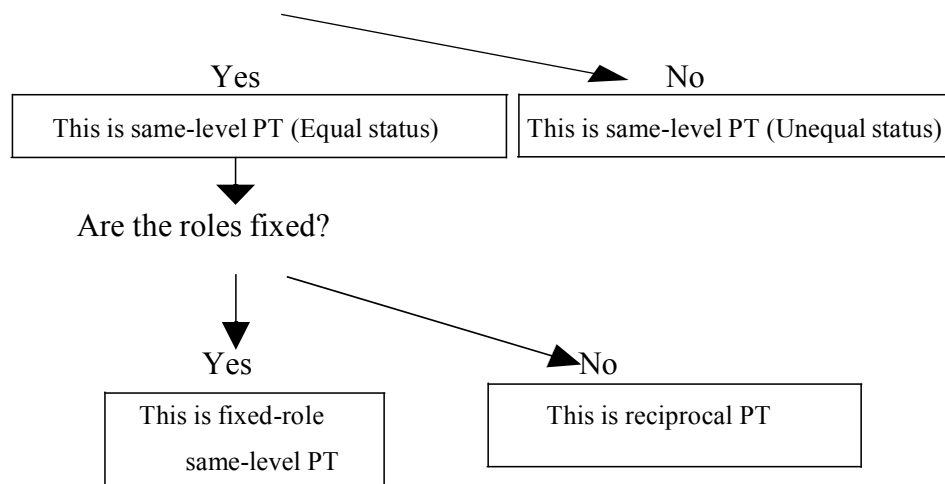 Yes No
This is same-level PT (Equal status) This is same-level PT (Unequal status)
Are the roles fixed?
Yes No
This is fixed-role
same-level PT
This is reciprocal PT